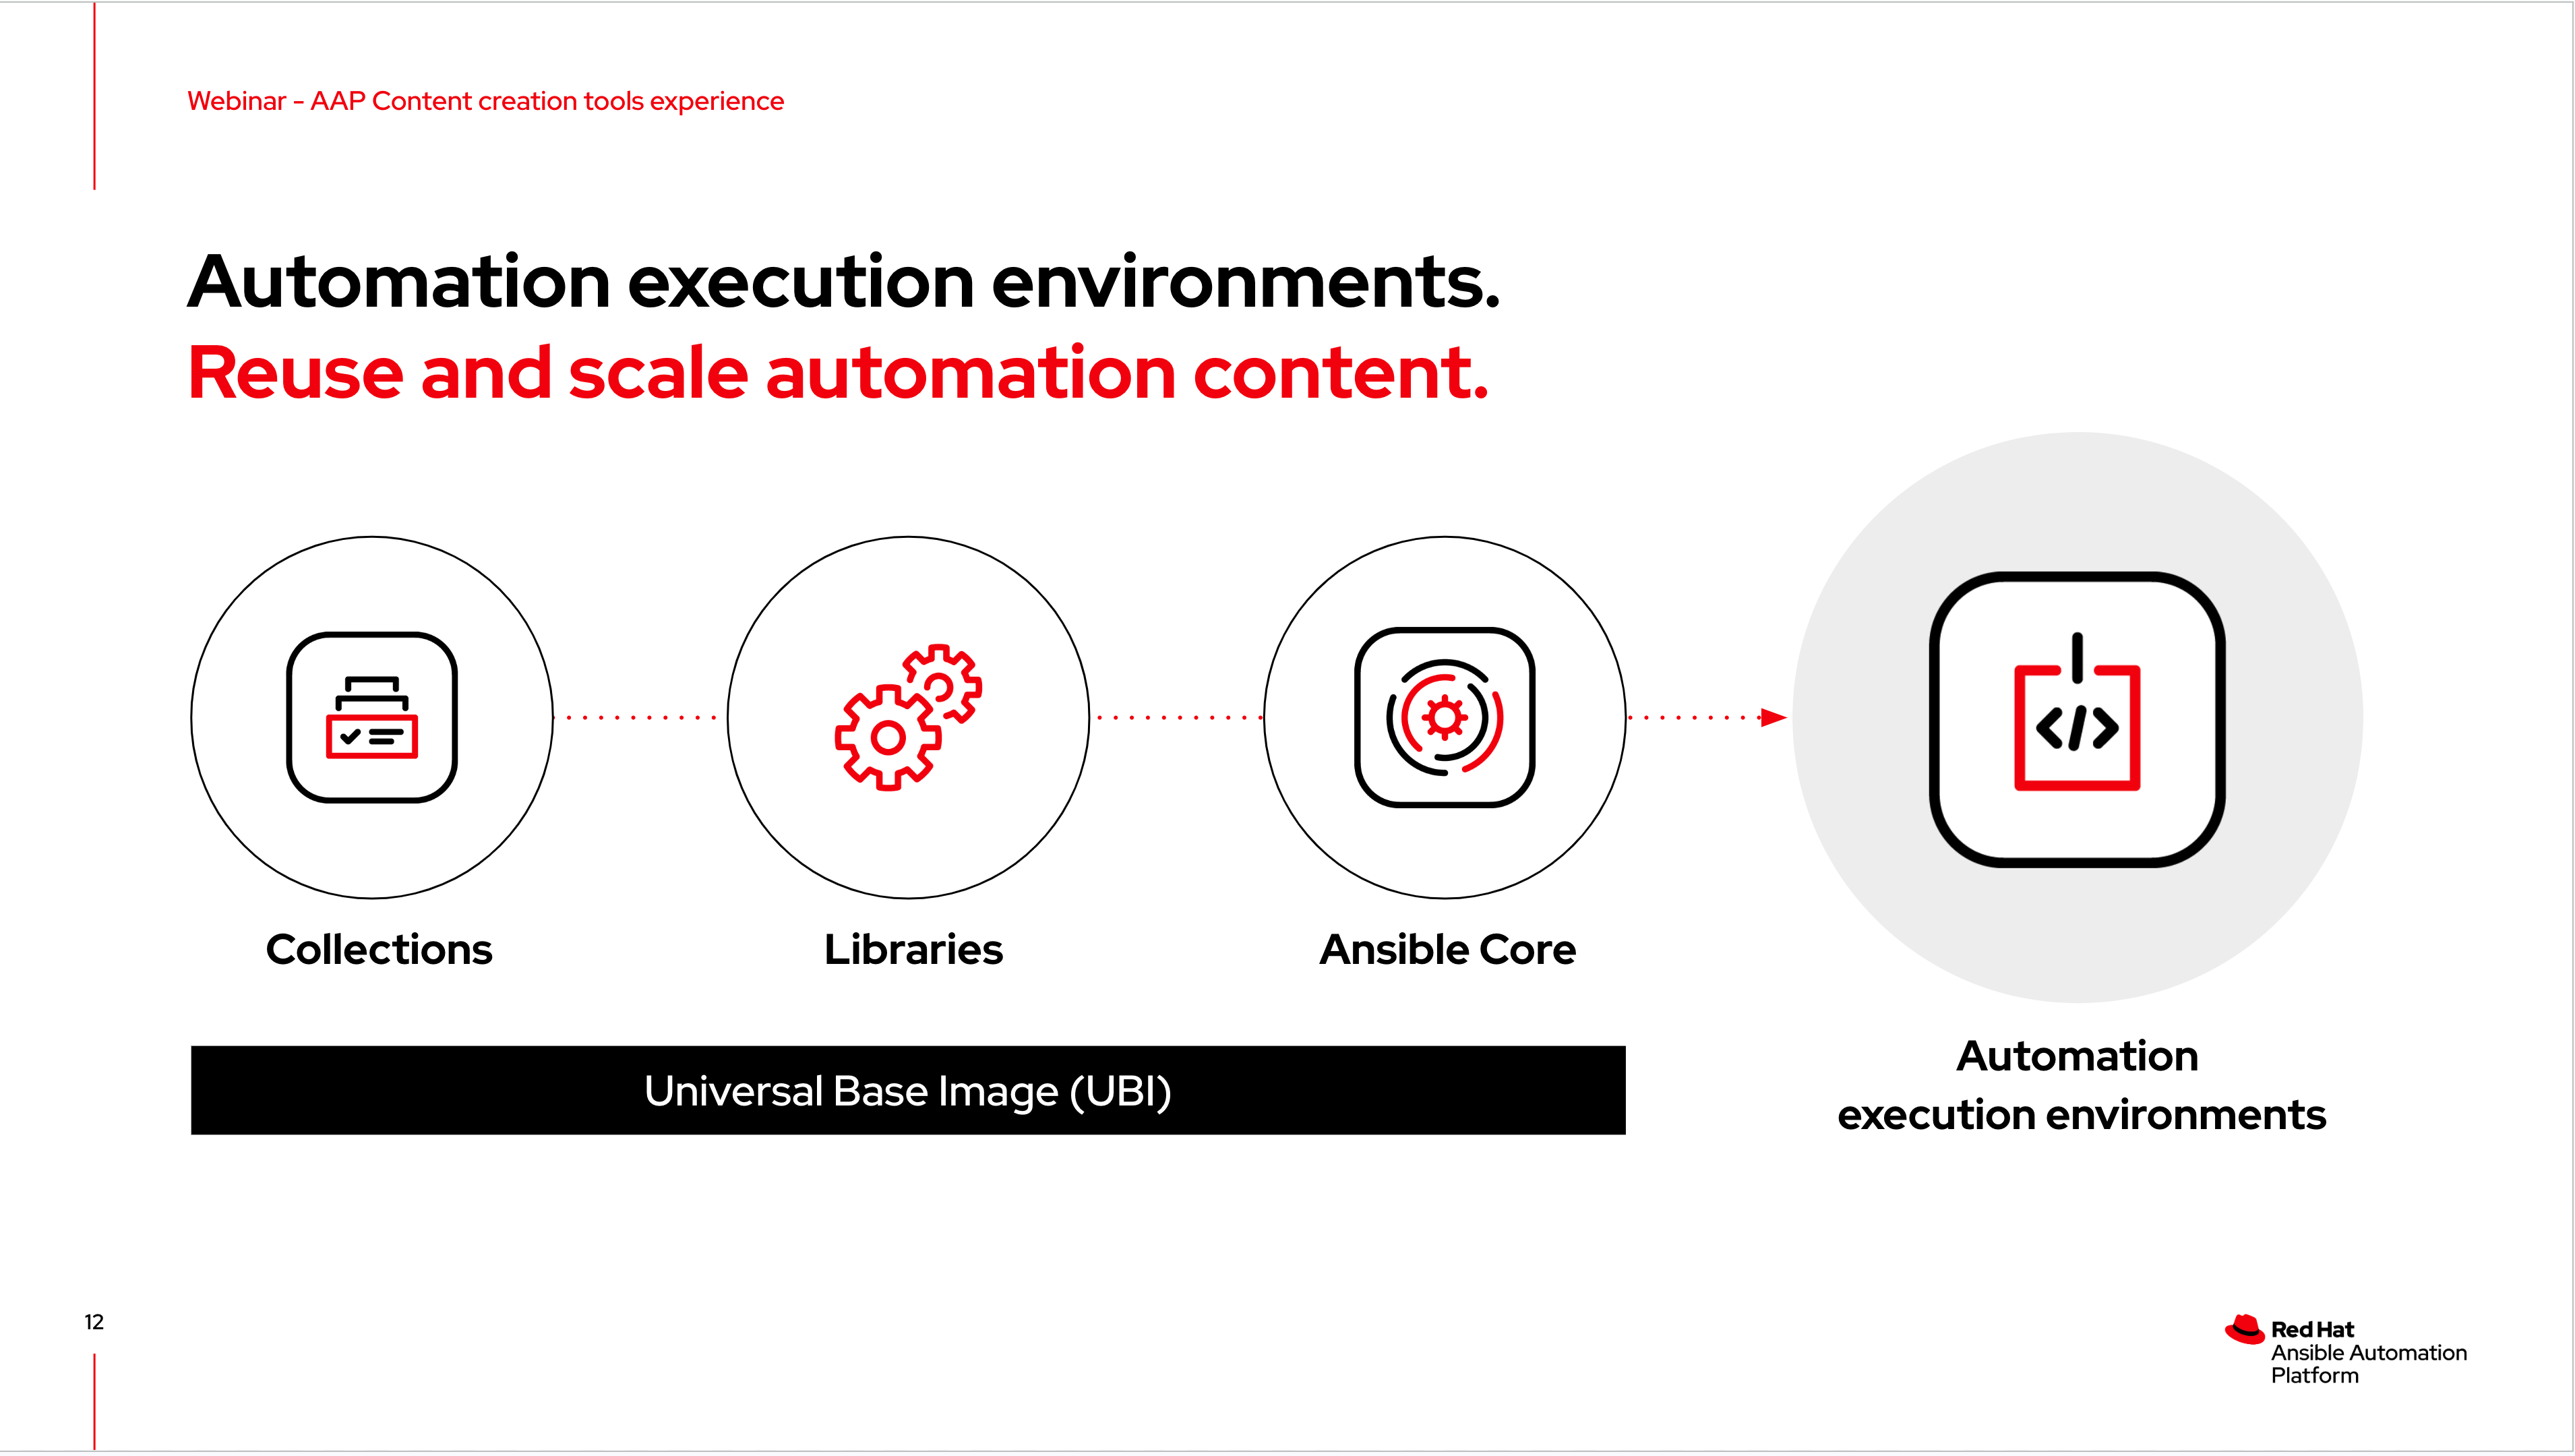 Webinar - AAP Content creation tools experience
Automation execution environments.
Reuse and scale automation content.
</>
Collections
Libraries
Ansible Core
Universal Base Image (UBI)
Automation
execution environments
12
Red Hat
Ansible Automation
Platform